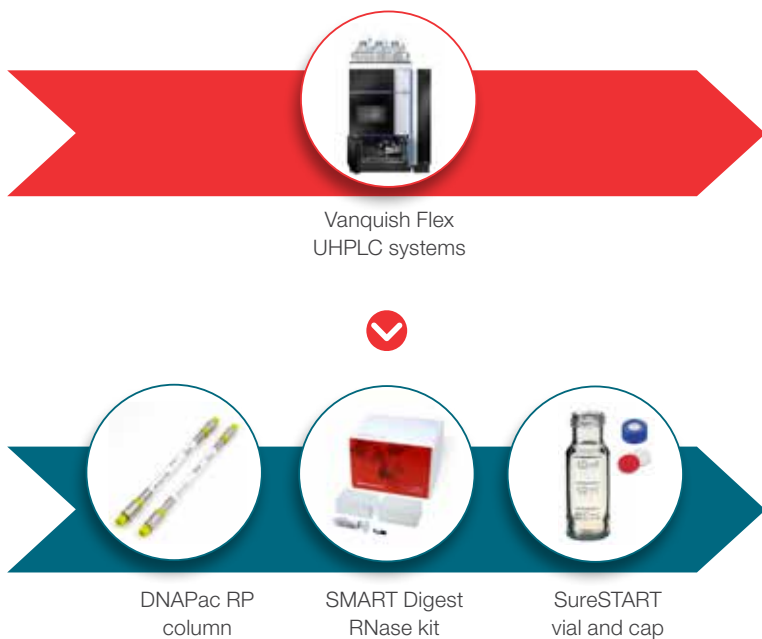 Vanquish Flex
UHPLC systems
DNAPac RP
column
SMART Digest
RNase kit
SureSTART
vial and cap